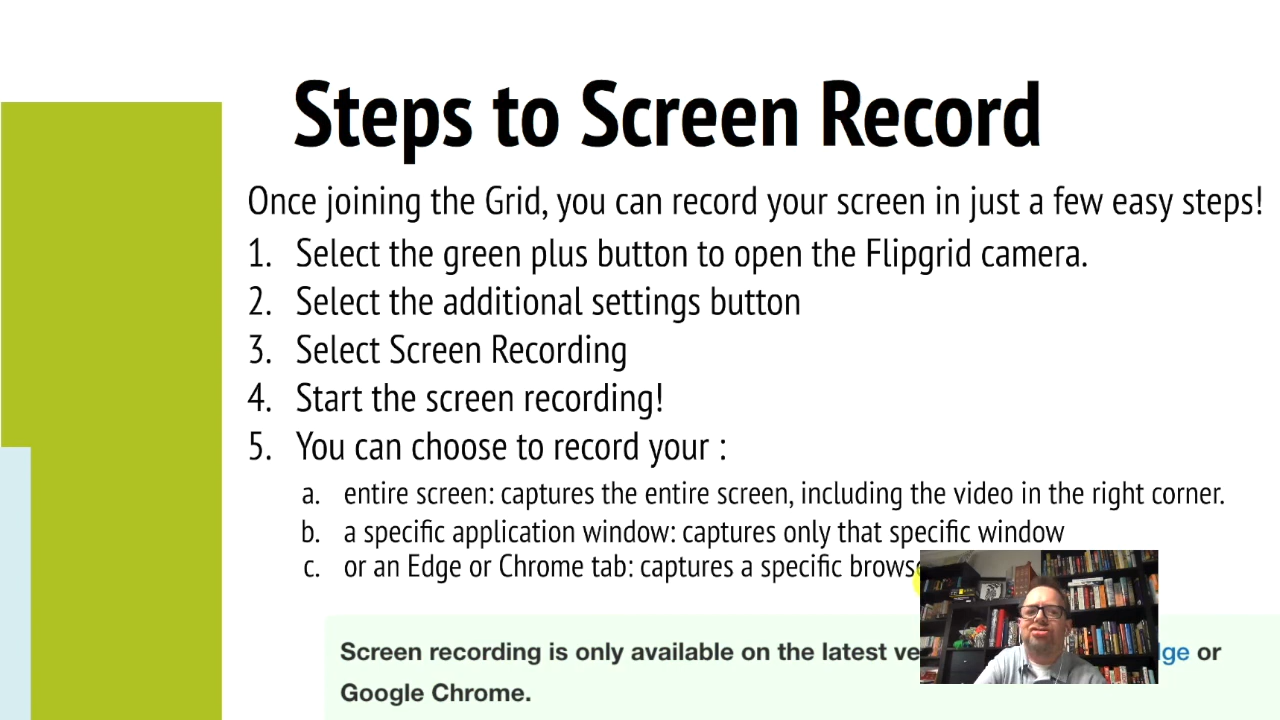 Steps to Screen Record
Once joining the Grid, you can record your screen in just a few easy steps!
1. Select the green plus button to open the Flipgrid camera.
2. Select the additional settings button
3. Select Screen Recording
4. Start the screen recording!
5. You can choose to record your :
a. entire screen: captures the entire screen, including the video in the right corner.
b. a specific application window: captures only that specific window
c. or an Edge or Chrome tab: captures a specific
Screen recording is only available on the latest or
Google Chrome.